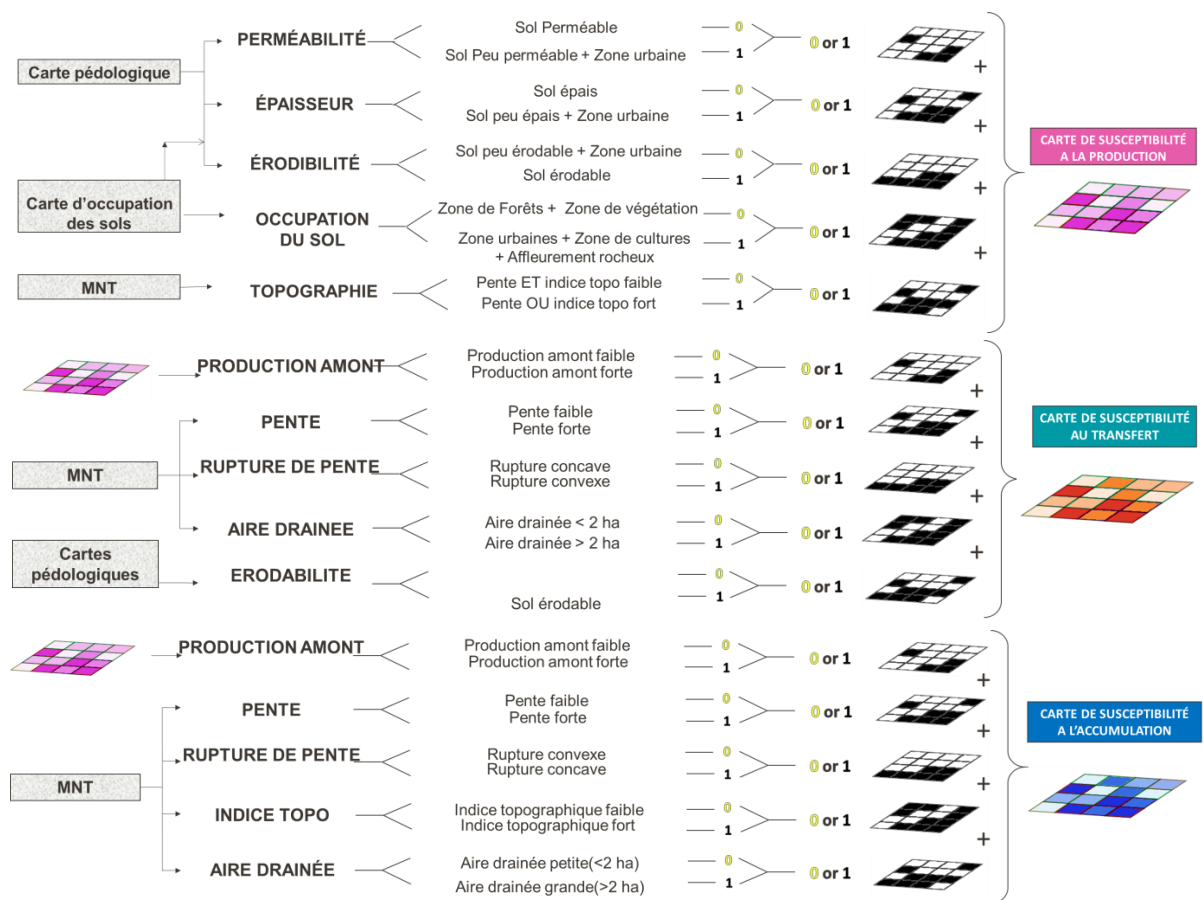 Carte pédologique
PERMÉABILITÉ
Sol Perméable
0
Sol Peu perméable + Zone urbaine
1
0 or 1
+
ÉPAISSEUR
Sol épais
0
Sol peu épais + Zone urbaine
1
0 or 1
+
ÉRODIBILITÉ
Sol peu érodable + Zone urbaine
0
Sol érodable
1
0 or 1
+
Carte d'occupation
des sols
OCCUPATION
DU SOL
Zone de Forêts + Zone de végétation
0
Zone urbaines + Zone de cultures
+ Affleurement rocheux
1
0 or 1
+
MNT
TOPOGRAPHIE
Pente ET indice topo faible
0
Pente OU indice topo fort
1
0 or 1
CARTE DE SUSCEPTIBILITÉ
A LA PRODUCTION
PRODUCTION AMONT
Production amont faible
0
Production amont forte
1
0 or 1
+
MNT
PENTE
Pente faible
0
Pente forte
1
0 or 1
+
RUPTURE DE PENTE
Rupture concave
0
Rupture convexe
1
0 or 1
+
AIRE DRAINEE
Aire drainée < 2 ha
0
Aire drainée > 2 ha
1
0 or 1
+
Cartes
pédologiques
ERODABILITE
0
Sol érodable
1
0 or 1
CARTE DE SUSCEPTIBILITÉ
AU TRANSFERT
PRODUCTION AMONT
Production amont faible
0
Production amont forte
1
0 or 1
+
MNT
PENTE
Pente faible
0
Pente forte
1
0 or 1
+
RUPTURE DE PENTE
Rupture convexe
0
Rupture concave
1
0 or 1
+
INDICE TOPO
Indice topographique faible
0
Indice topographique fort
1
0 or 1
+
AIRE DRAINÉE
Aire drainée petite(<2 ha)
0
Aire drainée grande(>2 ha)
1
0 or 1
CARTE DE SUSCEPTIBILITÉ
A L'ACCUMULATION